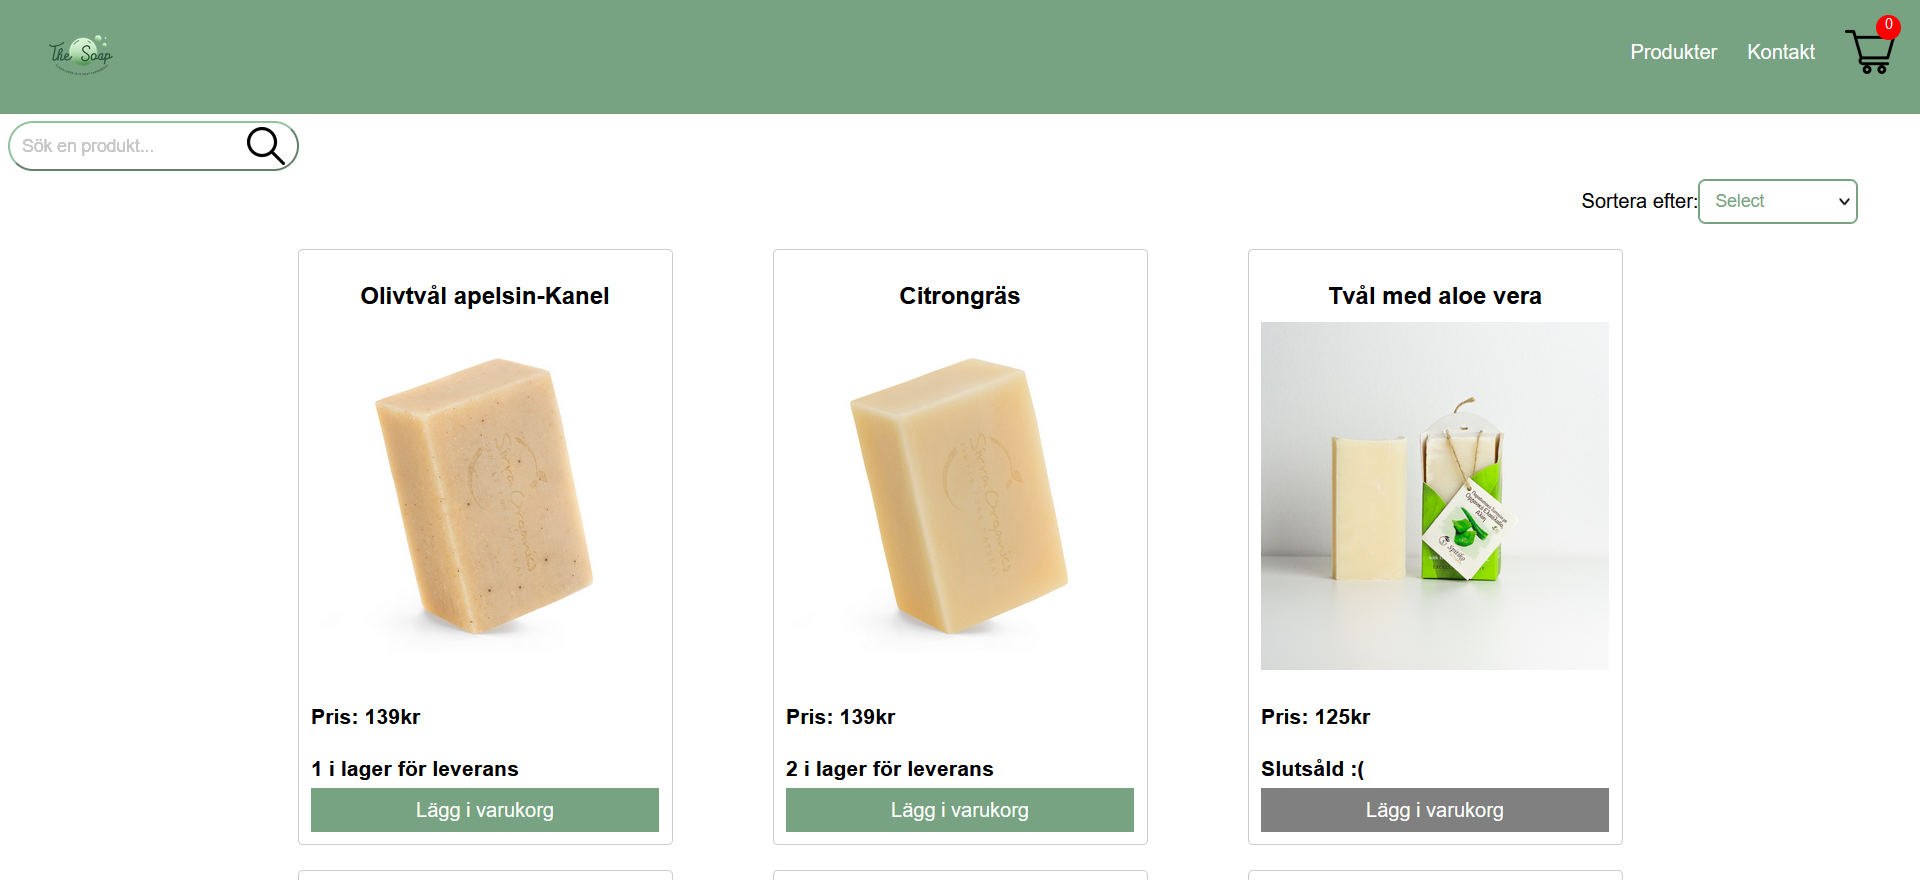 The Soap
Produkter
Kontakt
0
Sök en produkt...
Sortera efter:
Select
Olivtvål apelsin-Kanel
Citrongräs
Tvål med aloe vera
Spitiko
Pris: 139kr
Pris: 139kr
Pris: 125kr
1 i lager för leverans
2 i lager för leverans
Slutsåld :(
Lägg i varukorg
Lägg i varukorg
Lägg i varukorg